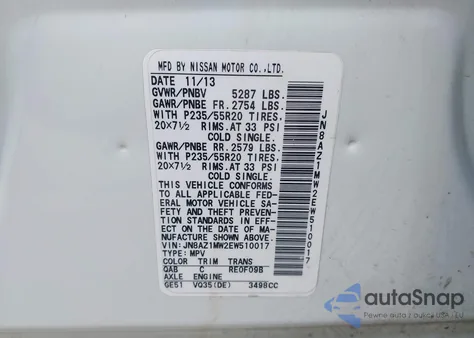 MFD BY NISSAN MOTOR CO.,LTD.
DATE 11/13
GVWR/PNBV 5287 LBS.
GAWR/PNBE FR. 2754 LBS.
WITH P235/55R20 TIRES.
20X7½ RIMS.AT 33 PSI
COLD SINGLE.
GAWR/PNBE RR. 2579 LBS.
WITH P235/55R20 TIRES.
20X7½ RIMS.AT 33 PSI
COLD SINGLE.
THIS VEHICLE CONFORMS
TO ALL APPLICABLE FED-
ERAL MOTOR VEHICLE SA-
FETY AND THEFT PREVEN
ECT ON THE DATE OF MA
NUFACTURE SHOWN ABOVE
VIN:JN8AZ1MW2EW510017
TYPE: MPV
COLOR TRIM TRANS
QAB C RE0F09B
AXLE ENGINE
GE51 VQ35(DE) 3498CC
JN8AZ1MW2EW510017
autoSnap
Pewne auto z USA i UE